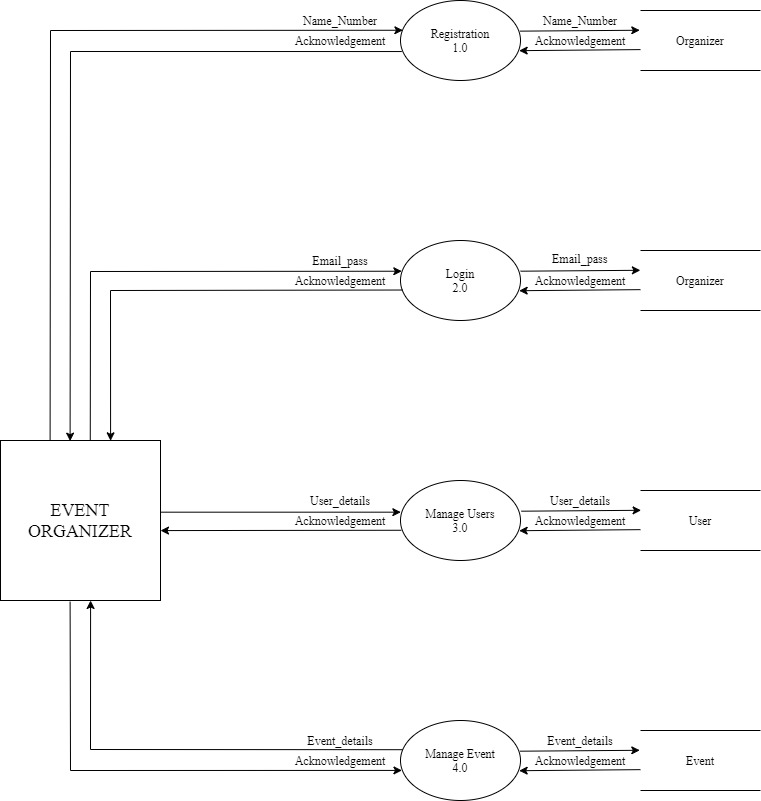 Name_Number
Acknowledgement
Registration
1.0
Name_Number
Acknowledgement
Organizer
Email_pass
Acknowledgement
Login
2.0
Email_pass
Acknowledgement
Organizer
EVENT
ORGANIZER
User_details
Acknowledgement
Manage Users
3.0
User_details
Acknowledgement
User
Event_details
Acknowledgement
Manage Event
4.0
Event_details
Acknowledgement
Event